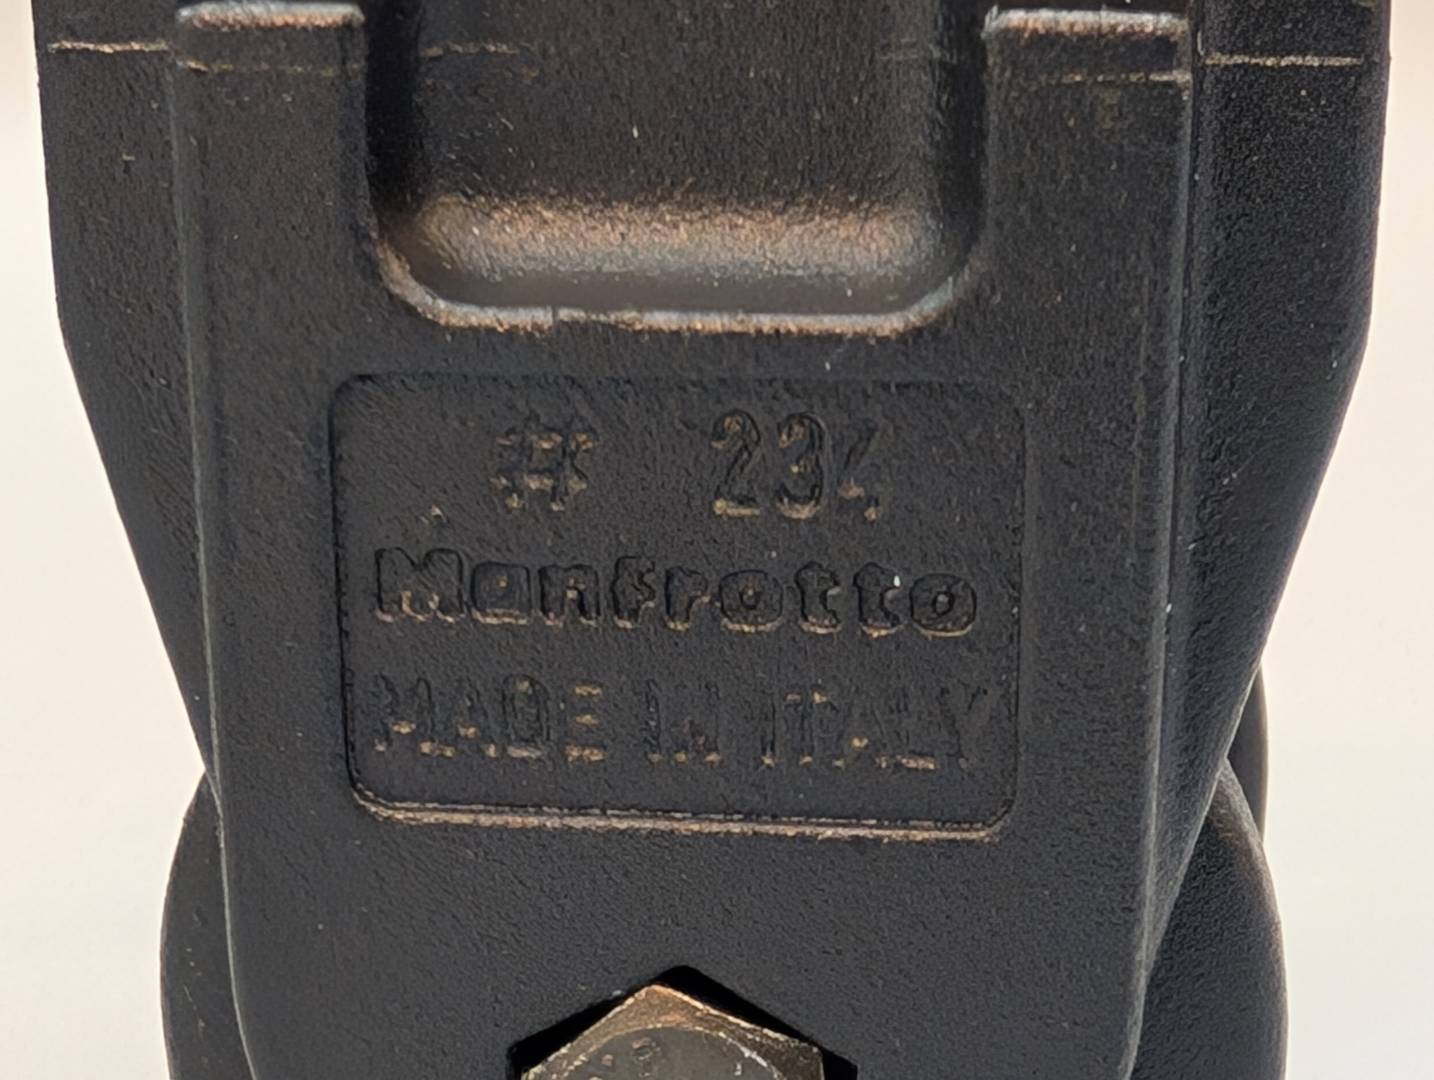 # 234
Manfrotto
MADE IN ITALY